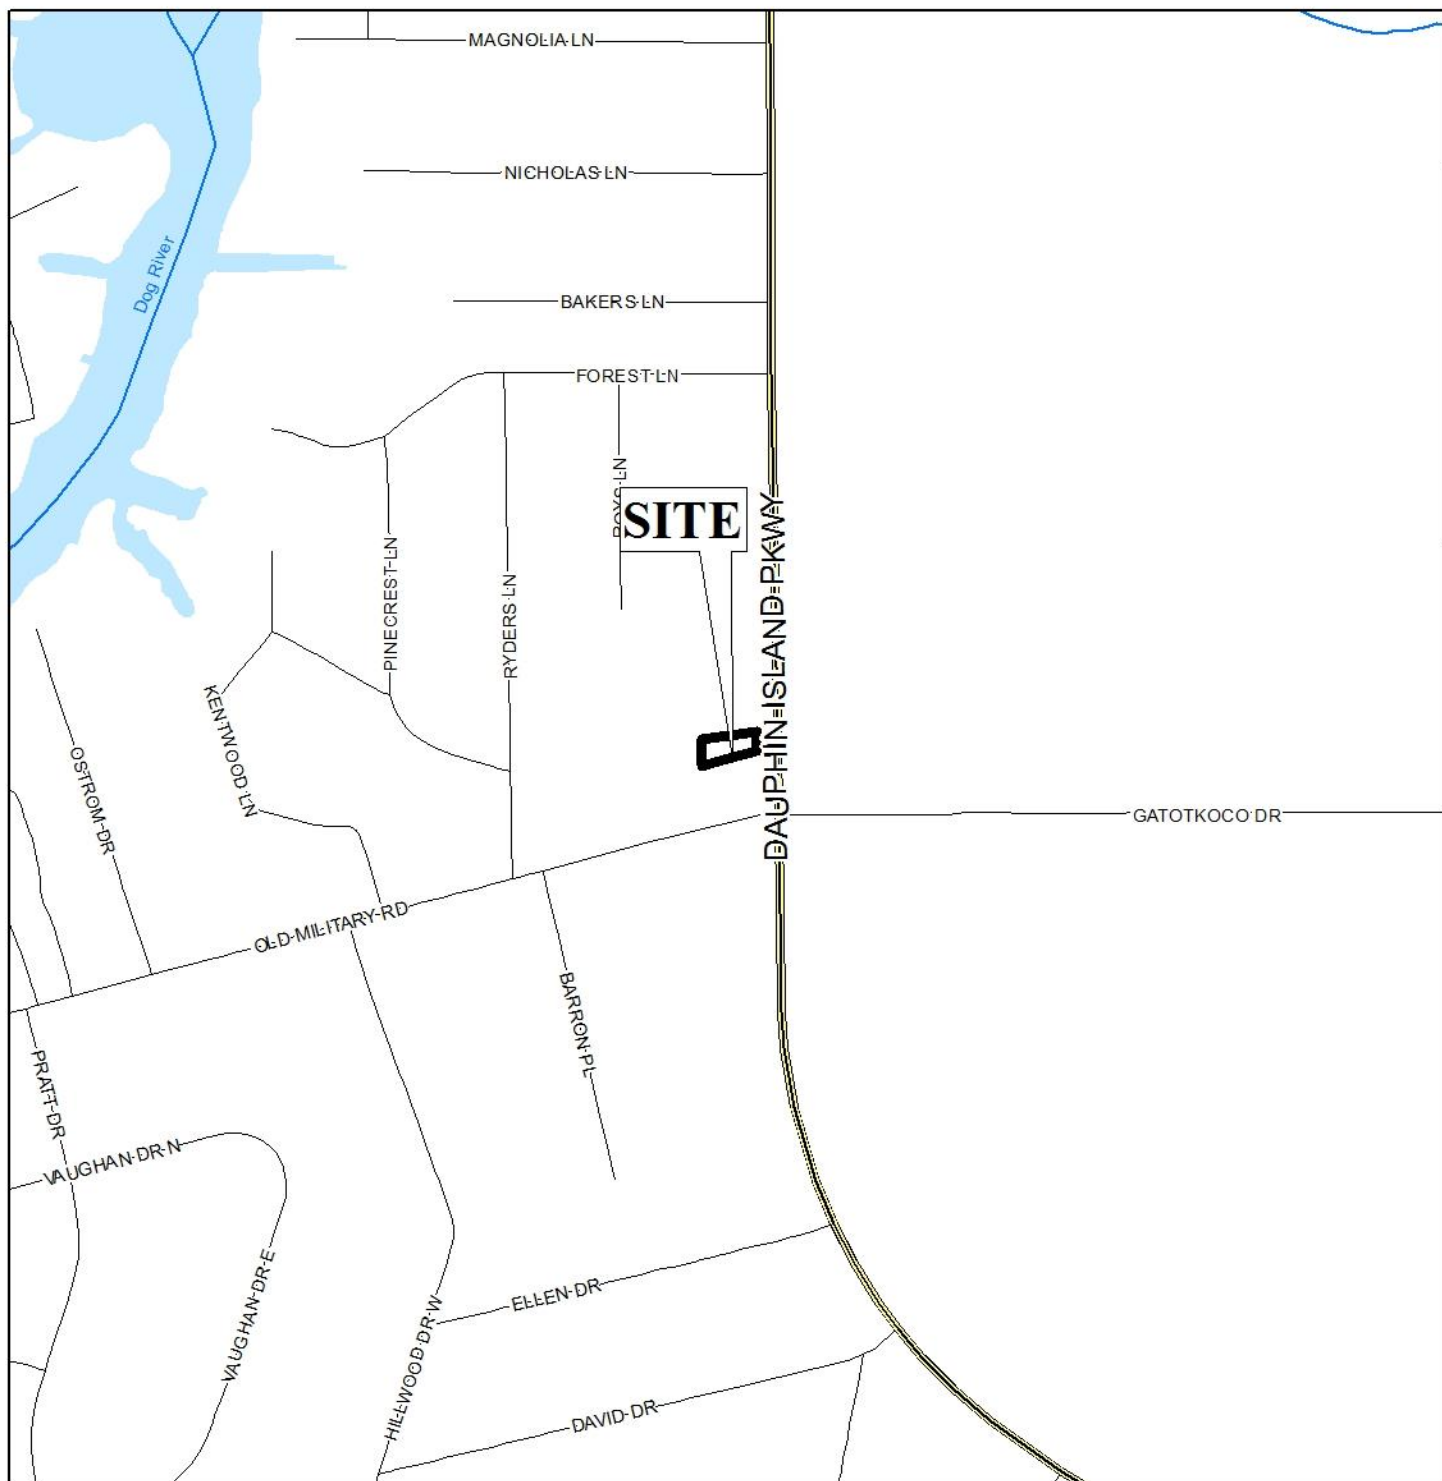 MAGNOLIA LN
NICHOLAS LN
Dog River
BAKERS LN
FOREST LN
LN
SITE
DAUPHIN ISLAND PKWY
PINECREST LN
RYDERS LN
KENTWOOD LN
OSTROM DR
GATOTKOCO DR
OLD MILITARY RD
BARRON PL
PRATT DR
VAUGHAN DR N
VAUGHAN DR E
ELLEN DR
HILLWOOD DR W
DAVID DR